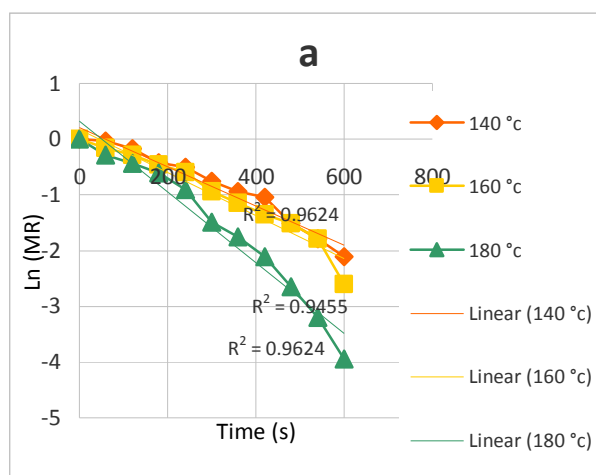 a
1
0
-1
-2
-3
-4
-5
0
200
400
600
800
Ln (MR)
Time (s)
R² = 0.9624
R² = 0.9455
R² = 0.9624
140 °c
160 °c
180 °c
Linear (140 °c)
Linear (160 °c)
Linear (180 °c)